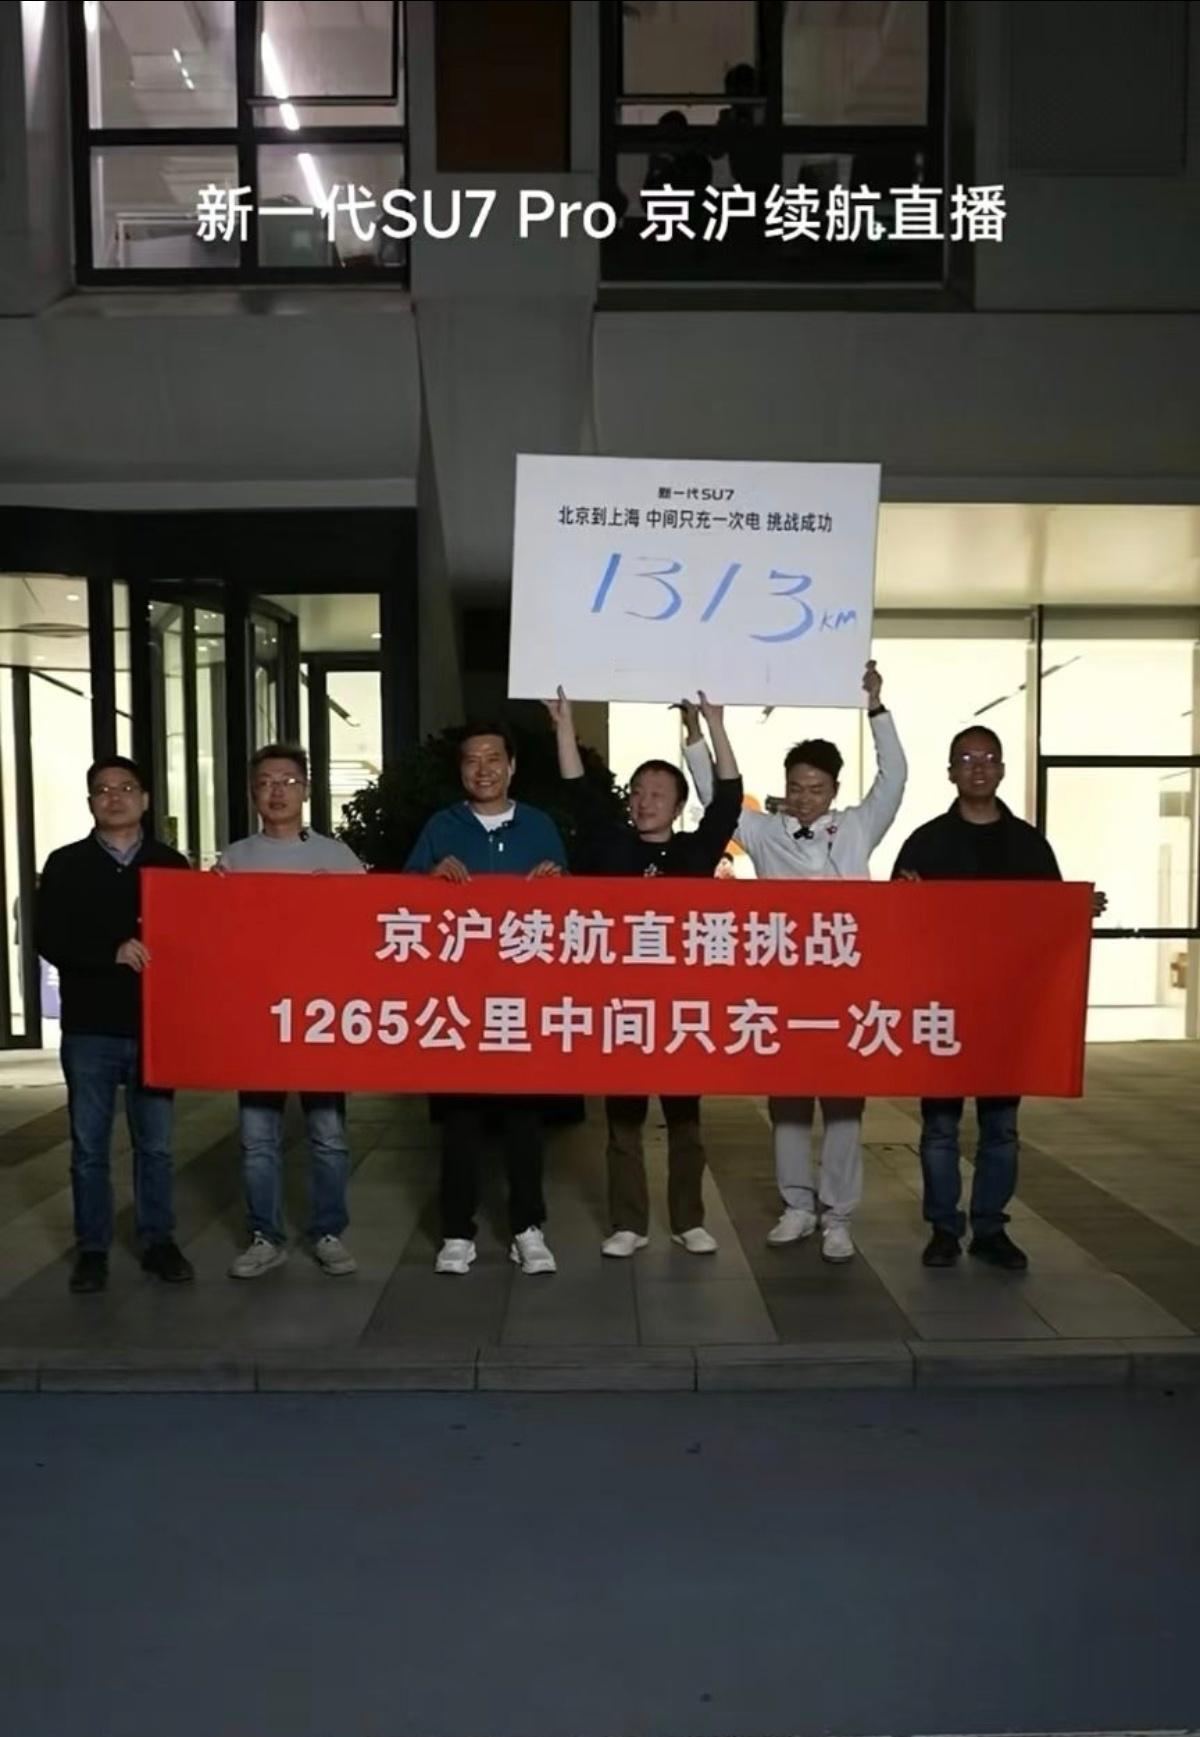 新一代SU7 Pro 京沪续航直播
新一代SU7
北京到上海 中间只充一次电 挑战成功
1313KM
京沪续航直播挑战
1265公里中间只充一次电